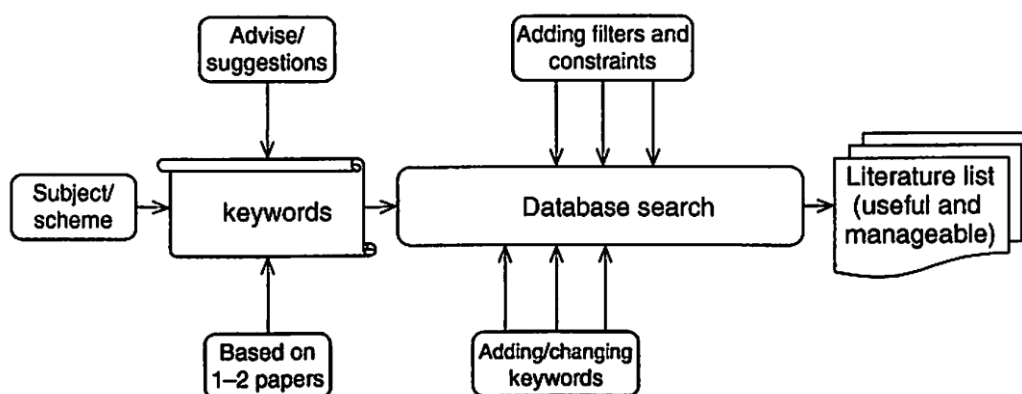 Advise/
suggestions
Adding filters and
constraints
Subject/
scheme
keywords
Database search
Literature list
(useful and
manageable)
Based on
1–2 papers
Adding/changing
keywords